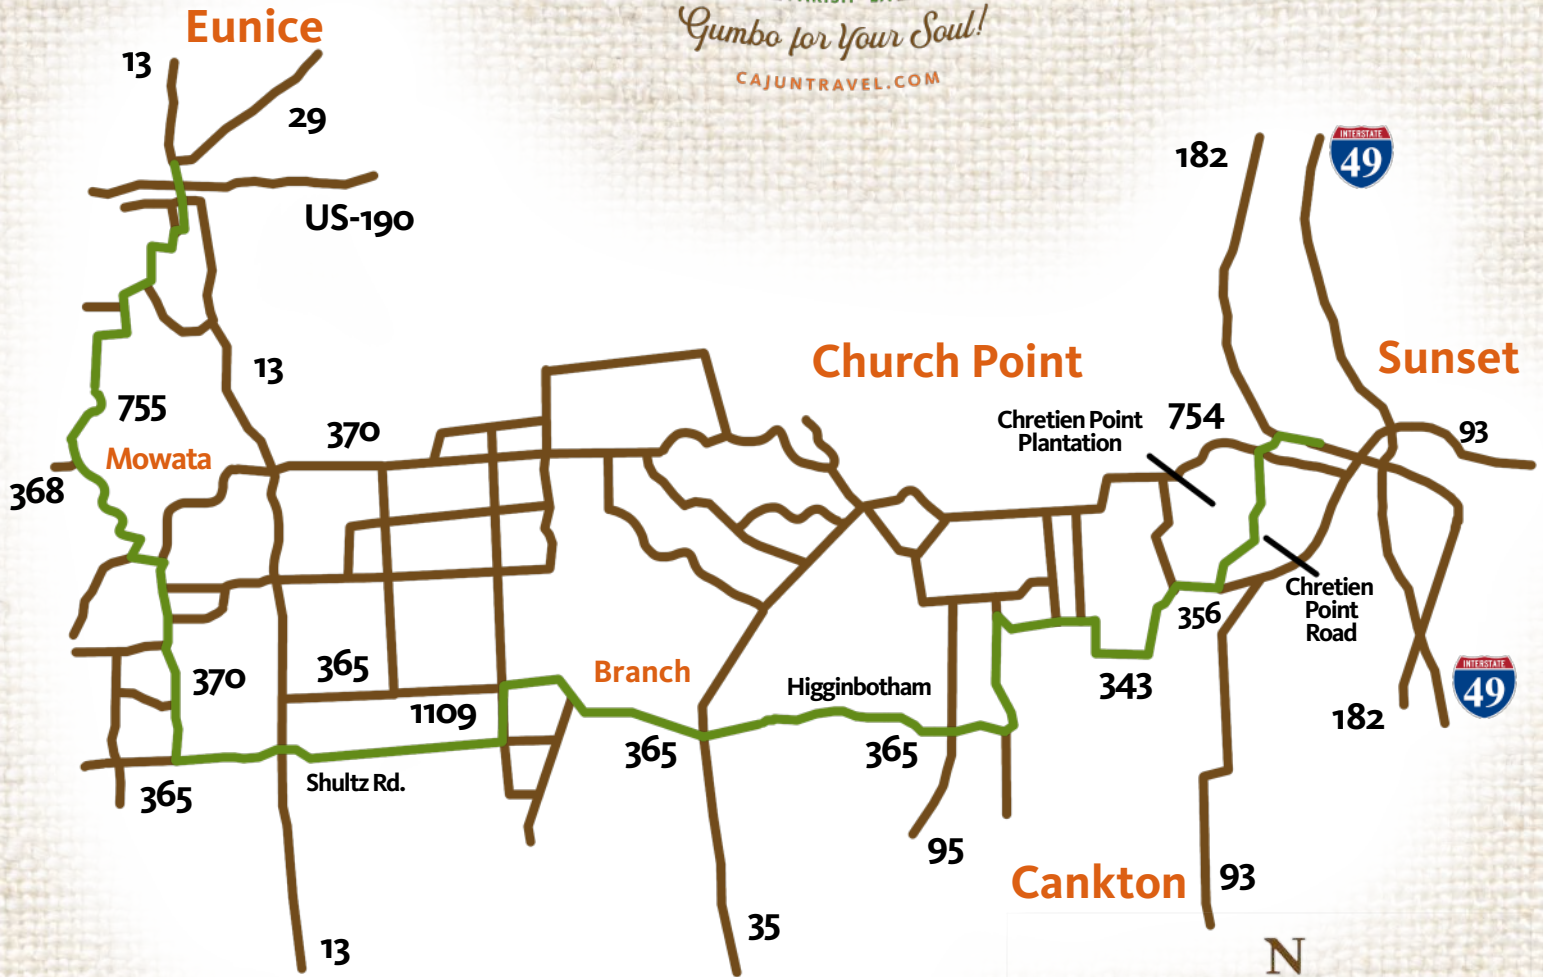 Gumbo for Your Soul!
CAJUNTRAVEL.COM
Eunice
13
29
US-190
182
INTERSTATE
49
13
Church Point
Sunset
755
370
Chretien Point
Plantation
754
93
Mowata
368
Chretien
Point
Road
356
370
365
Branch
Higginbotham
343
INTERSTATE
49
1109
182
365
365
Shultz Rd.
365
95
Cankton
93
35
13
N